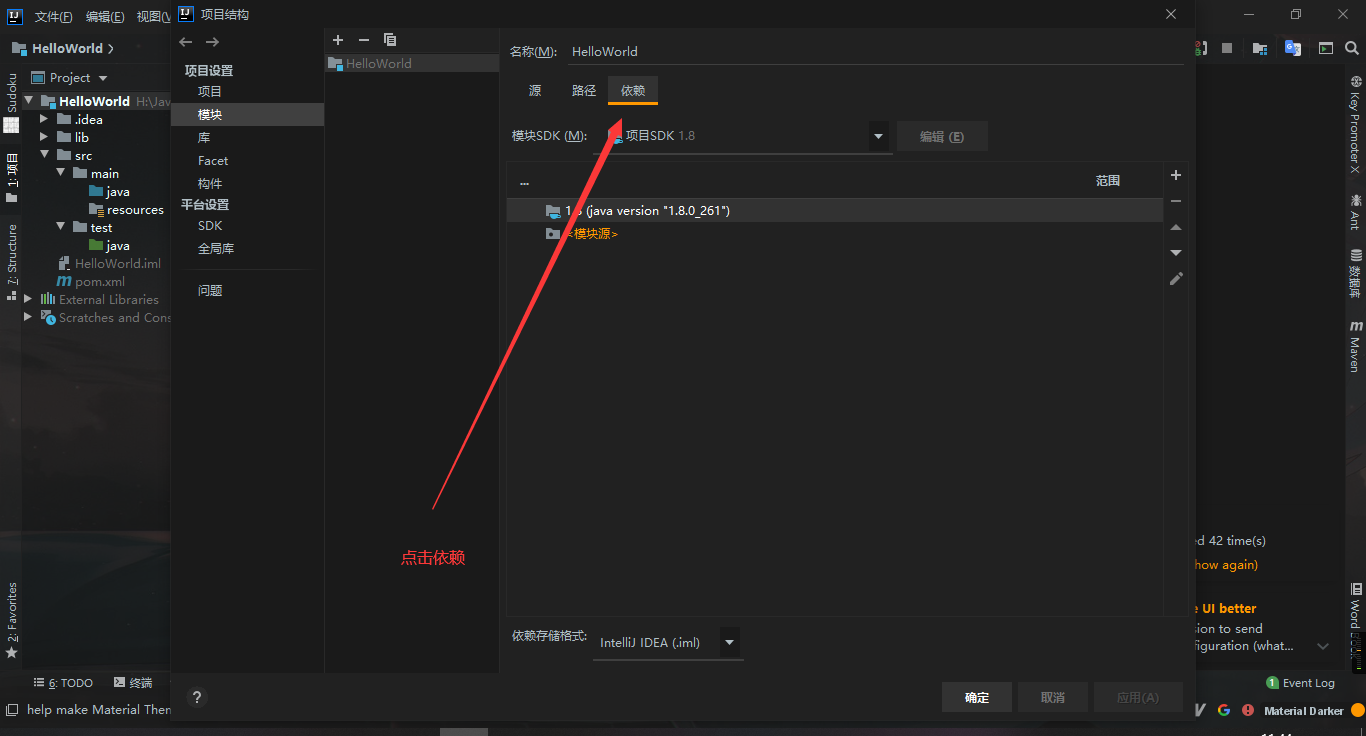 文件(F) 编辑(E) 视图(V
项目结构
HelloWorld
Project
HelloWorld H:\Jav
.idea
lib
src
main
java
resources
test
java
HelloWorld.iml
pom.xml
External Libraries
Scratches and Cons
Sudoku
1: 项目
7: Structure
2: Favorites
项目设置
项目
模块
库
Facet
构件
平台设置
SDK
全局库
问题
HelloWorld
名称(M): HelloWorld
源 路径 依赖
模块SDK (M): 项目SDK 1.8 编辑 (E)
... 范围
1.8 (java version "1.8.0_261")
<模块源>
点击依赖
依赖存储格式: IntelliJ IDEA (.iml)
? 确定 取消 应用(A)
Key Promoter X
Ant
数据库
Maven
Word
ed 42 time(s)
how again)
e UI better
sion to send
figuration (what...
6: TODO 终端
1 Event Log
help make Material Them
Material Darker